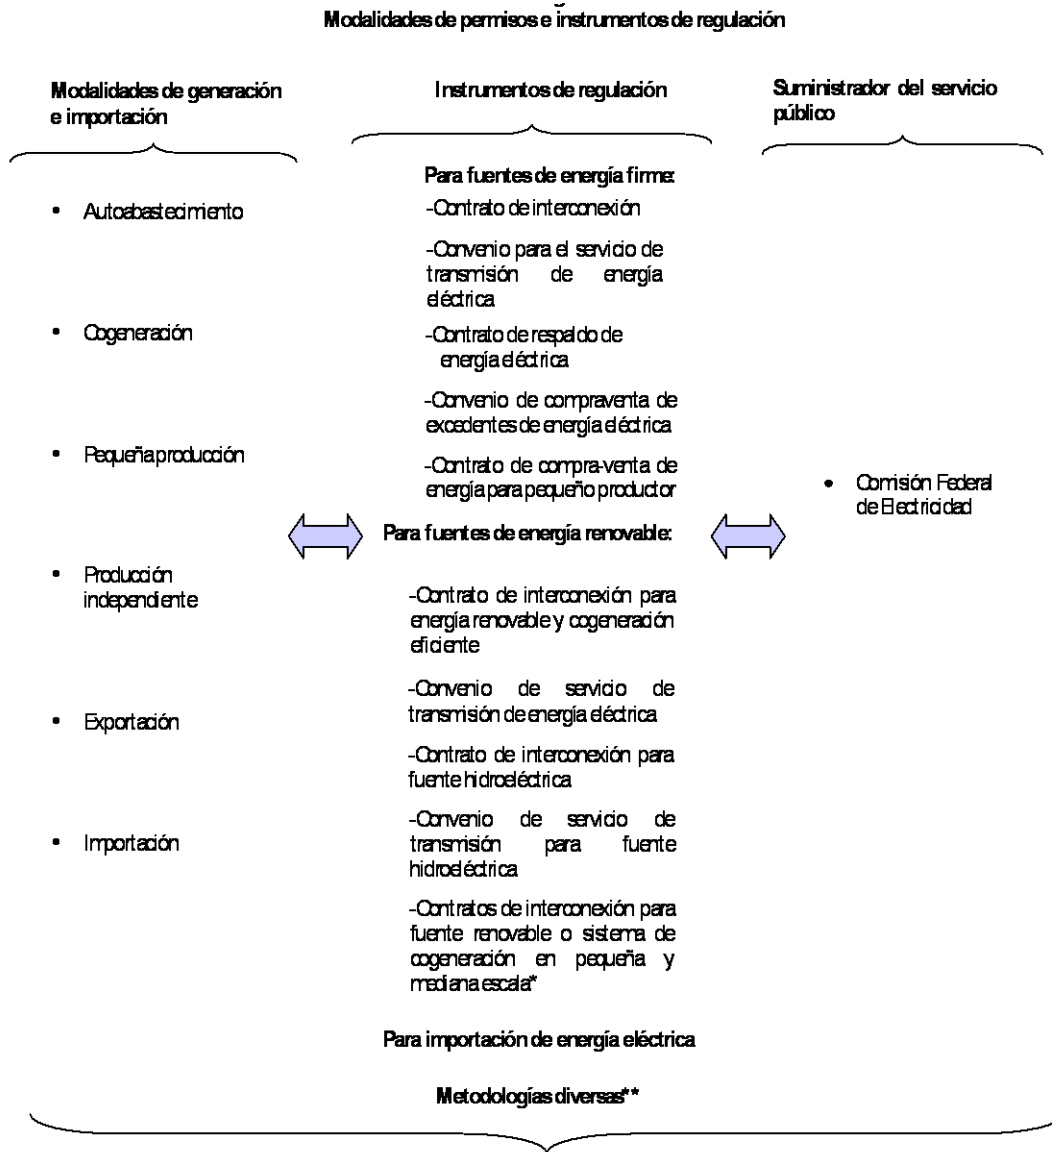 Modalidades de permisos e instrumentos de regulación
Modalidades de generación
e importación
• Autoabastecimiento
• Cogeneración
• Pequeña producción
• Producción
independiente
• Exportación
• Importación
Instrumentos de regulación
Para fuentes de energía firme:
-Contrato de interconexión
-Convenio para el servicio de
transmisión de energía
eléctrica
-Contrato de respaldo de
energía eléctrica
-Convenio de compraventa de
excedentes de energía eléctrica
-Contrato de compra-venta de
energía para pequeño productor
Para fuentes de energía renovable:
-Contrato de interconexión para
energía renovable y cogeneración
eficiente
-Convenio de servicio de
transmisión de energía eléctrica
-Contrato de interconexión para
fuente hidroeléctrica
-Convenio de servicio de
transmisión para fuente
hidroeléctrica
-Contratos de interconexión para
fuente renovable o sistema de
cogeneración en pequeña y
mediana escala*
Para importación de energía eléctrica
Metodologías diversas**
Suministrador del servicio
público
• Comisión Federal
de Electricidad